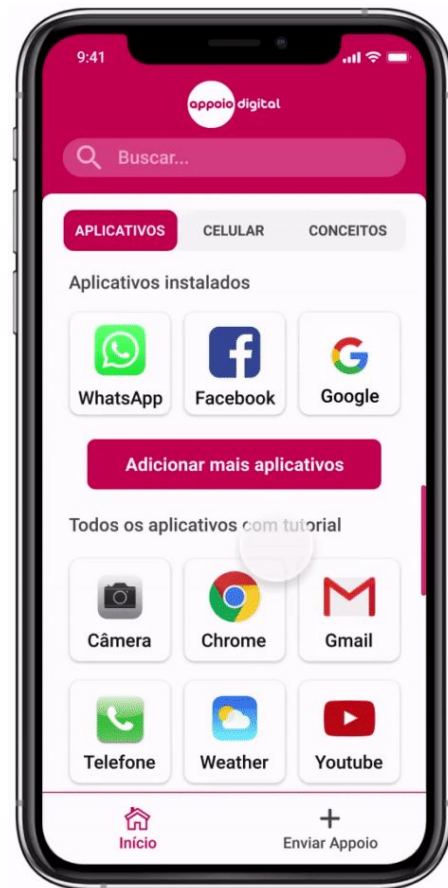 9:41
appoio digital
Buscar...
APLICATIVOS CELULAR CONCEITOS
Aplicativos instalados
WhatsApp Facebook Google
Adicionar mais aplicativos
Todos os aplicativos com tutorial
Câmera Chrome Gmail
Telefone Weather Youtube
Início Enviar Appoio